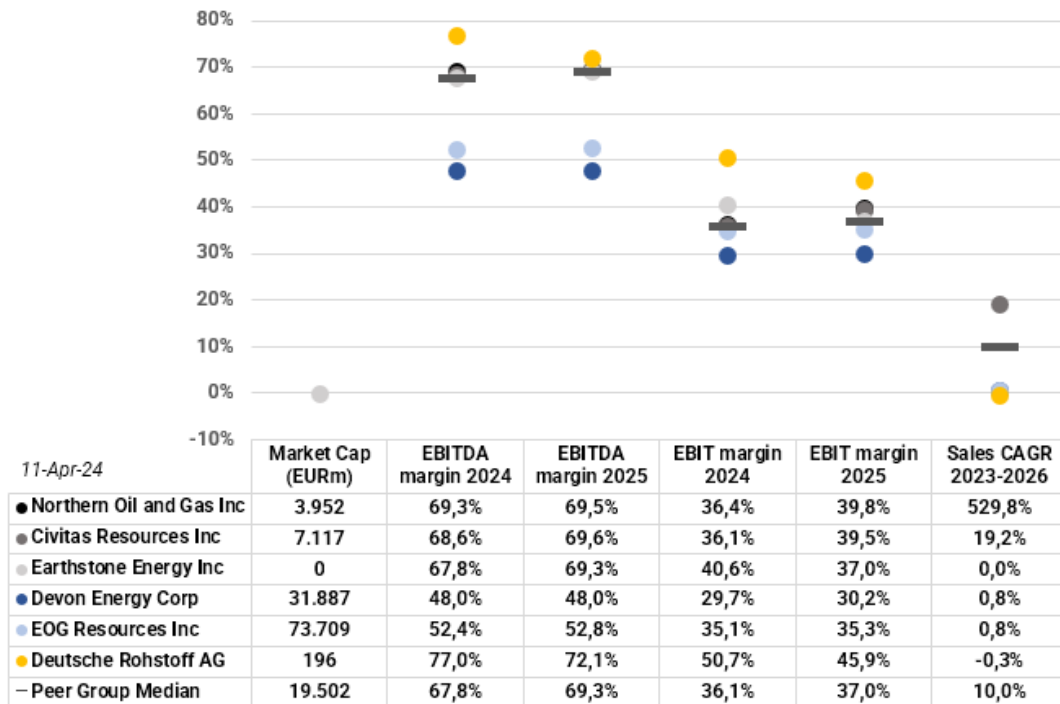 80%
70%
60%
50%
40%
30%
20%
10%
0%
-10%
11-Apr-24 Market Cap (EURm) EBITDA margin 2024 EBITDA margin 2025 EBIT margin 2024 EBIT margin 2025 Sales CAGR 2023-2026
Northern Oil and Gas Inc 3.952 69,3% 69,5% 36,4% 39,8% 529,8%
Civitas Resources Inc 7.117 68,6% 69,6% 36,1% 39,5% 19,2%
Earthstone Energy Inc 0 67,8% 69,3% 40,6% 37,0% 0,0%
Devon Energy Corp 31.887 48,0% 48,0% 29,7% 30,2% 0,8%
EOG Resources Inc 73.709 52,4% 52,8% 35,1% 35,3% 0,8%
Deutsche Rohstoff AG 196 77,0% 72,1% 50,7% 45,9% -0,3%
Peer Group Median 19.502 67,8% 69,3% 36,1% 37,0% 10,0%